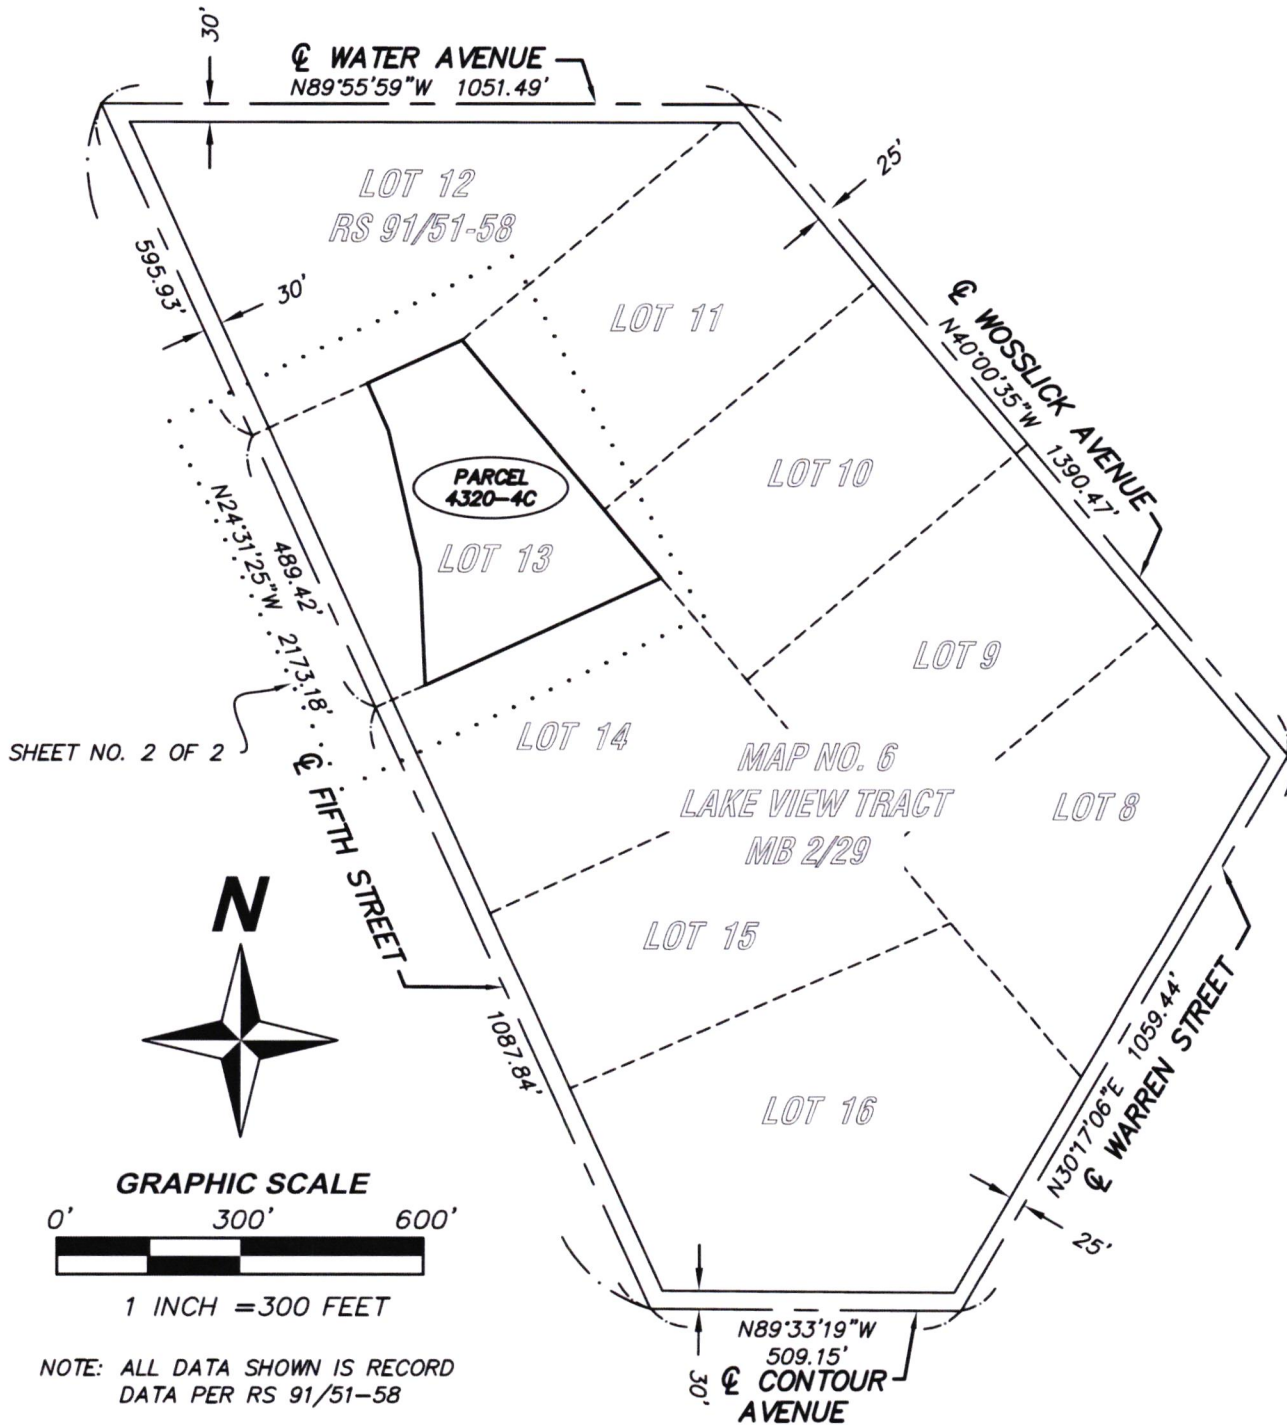 30'
℄ WATER AVENUE
N89°55'59"W 1051.49'
25'
LOT 12
RS 91/51-58
595.93'
30'
LOT 11
℄ WOSSLICK AVENUE
N40°00'35"W 1390.47'
PARCEL
4320-4C
LOT 10
LOT 13
489.42'
N24°31'25"W 2173.18'
LOT 9
SHEET NO. 2 OF 2
LOT 14
℄ FIFTH STREET
MAP NO. 6
LAKE VIEW TRACT
MB 2/29
LOT 8
N
LOT 15
1087.84'
LOT 16
N30°17'06"E 1059.44'
℄ WARREN STREET
25'
GRAPHIC SCALE
0' 300' 600'
1 INCH =300 FEET
NOTE: ALL DATA SHOWN IS RECORD
DATA PER RS 91/51-58
N89°33'19"W
509.15'
30'
℄ CONTOUR
AVENUE